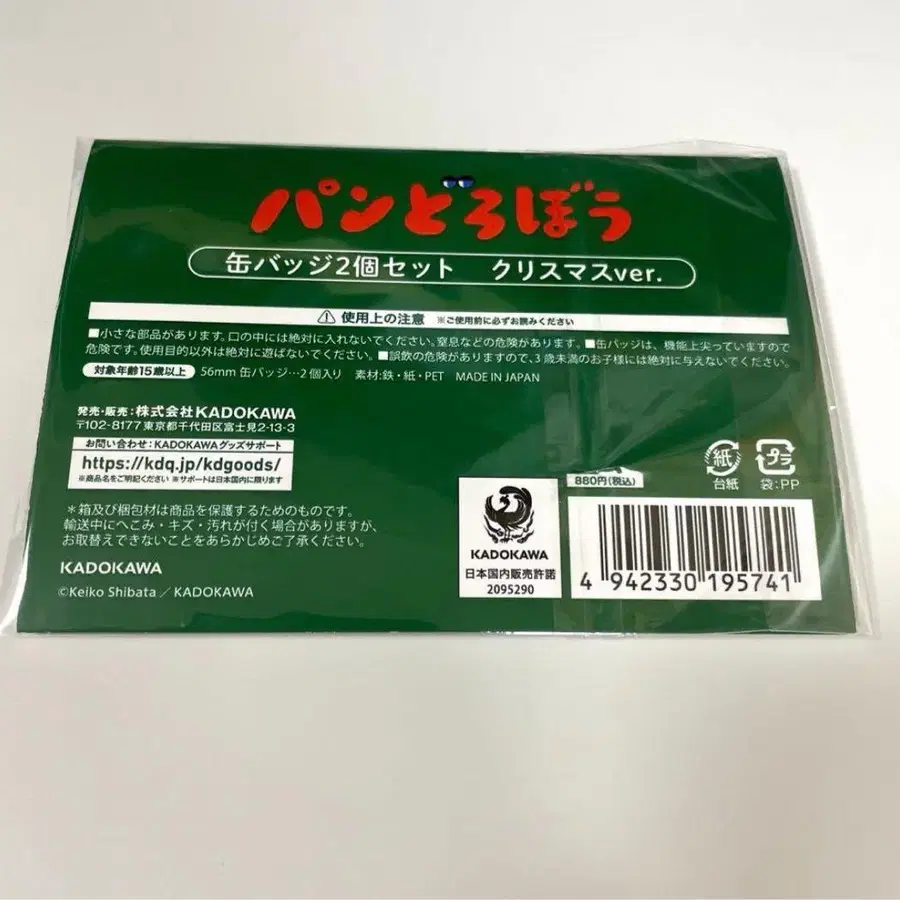 パンどろぼう
缶バッジ2個セット　クリスマスver.
⚠ 使用上の注意 ※ご使用前に必ずお読みください
■小さな部品があります。口の中には絶対に入れないでください。窒息などの危険があります。■缶バッジは、機能上尖っていますので
危険です。使用目的以外は絶対に遊ばないでください。■誤飲の危険がありますので、3歳未満のお子様には絶対に与えないでください。
対象年齢15歳以上 56mm 缶バッジ…2個入り 素材:鉄・紙・PET MADE IN JAPAN
発売・販売:株式会社KADOKAWA
〒102-8177 東京都千代田区富士見2-13-3
お問い合わせ:KADOKAWAグッズサポート
https://kdq.jp/kdgoods/
※商品名をご明記ください ※サポートは日本国内に限ります
＊箱及び梱包材は商品を保護するためのものです。
輸送中にへこみ・キズ・汚れが付く場合がありますが、
お取替えできないことをあらかじめご了承ください。
KADOKAWA
©Keiko Shibata／KADOKAWA
KADOKAWA
日本国内販売許諾
2095290
紙
台紙
プラ
袋:PP
880円(税込)
4 942330 195741